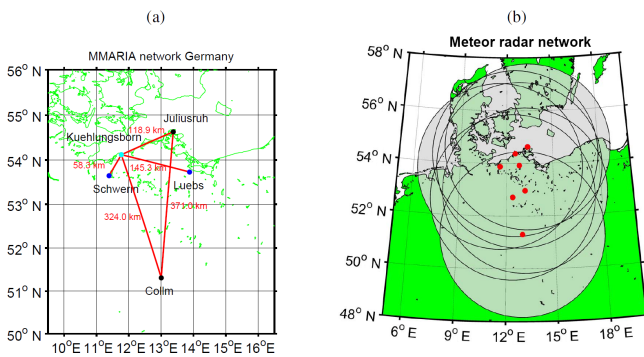 (a)
(b)
MMARIA network Germany
56° N
55° N
54° N
53° N
52° N
51° N
50° N
Juliusruh
118.9 km
Kuehlungsborn
58.3 km
145.3 km
Schwerin
Luebs
371.0 km
324.0 km
Collm
10°E 11°E 12°E 13°E 14°E 15°E 16°E
Meteor radar network
58° N
56° N
54° N
52° N
50° N
48° N
6° E 9° E 12° E 15° E 18° E